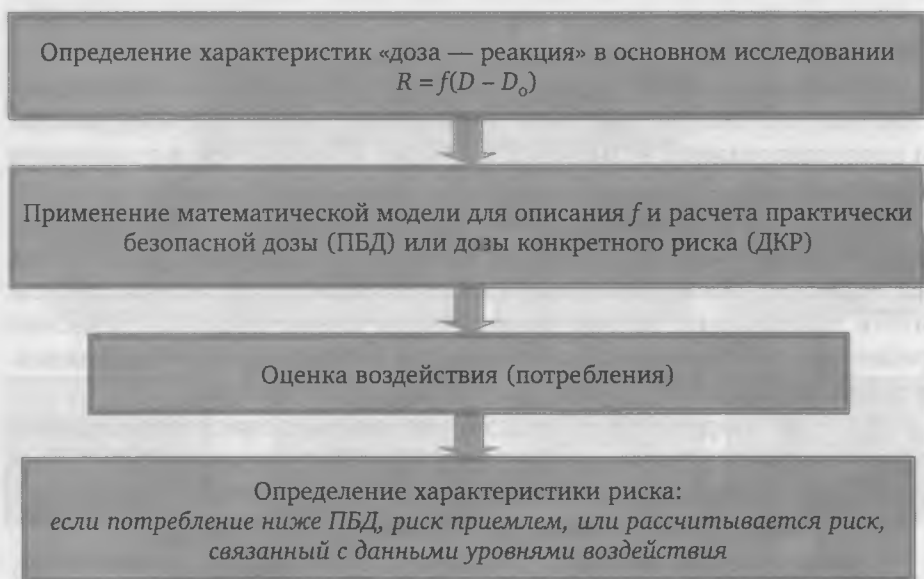 Определение характеристик «доза — реакция» в основном исследовании
R = f(D – D₀)
Применение математической модели для описания f и расчета практически
безопасной дозы (ПБД) или дозы конкретного риска (ДКР)
Оценка воздействия (потребления)
Определение характеристики риска:
если потребление ниже ПБД, риск приемлем, или рассчитывается риск,
связанный с данными уровнями воздействия